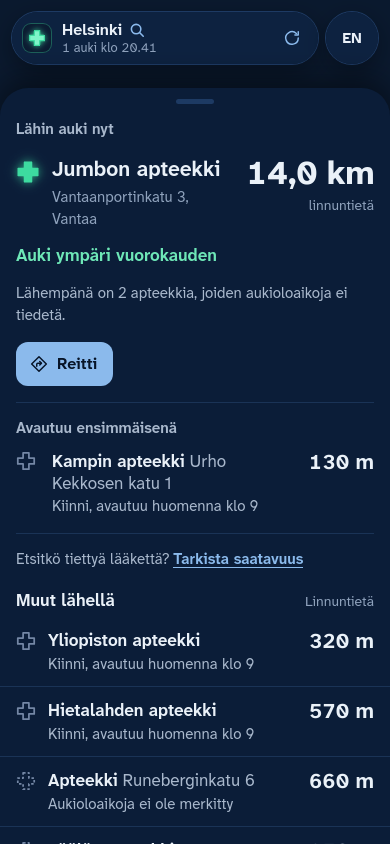 Helsinki
1 auki klo 20.41
EN
Lähin auki nyt
Jumbon apteekki
14,0 km
Vantaanportinkatu 3,
Vantaa
linnuntietä
Auki ympäri vuorokauden
Lähempänä on 2 apteekkia, joiden aukioloaikoja ei
tiedetä.
Reitti
Avautuu ensimmäisenä
Kampin apteekki Urho
Kekkosen katu 1
130 m
Kiinni, avautuu huomenna klo 9
Etsitkö tiettyä lääkettä? Tarkista saatavuus
Muut lähellä
Linnuntietä
Yliopiston apteekki
320 m
Kiinni, avautuu huomenna klo 9
Hietalahden apteekki
570 m
Kiinni, avautuu huomenna klo 9
Apteekki Runeberginkatu 6
660 m
Aukioloaikoja ei ole merkitty